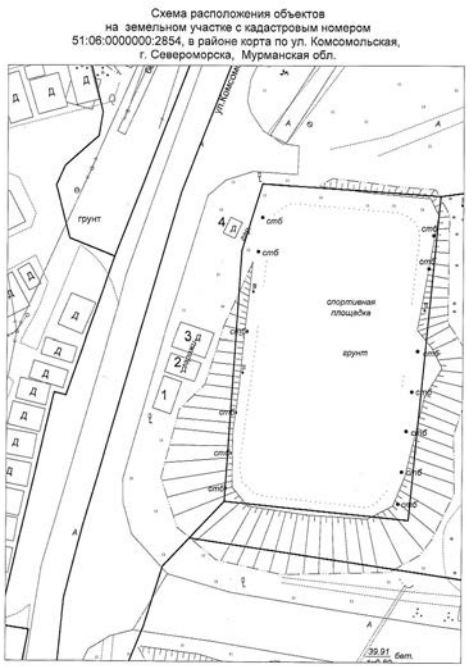 Схема расположения объектов
на земельном участке с кадастровым номером
51:06:0000000:2854, в районе корта по ул. Комсомольская,
г. Североморска, Мурманская обл.
Д
Д
Д
ул.Комсомо
А
А
А
грунт
4
Д
стб
стб
стб
стб
спортивная
площадка
грунт
Д
Д
Д
3
Д
2
1
стб
стб
стб
стб
стб
стб
стб
стб
стб
Д
Д
Д
Д
Д
Д
Д
А
А
А
39.91
бет.